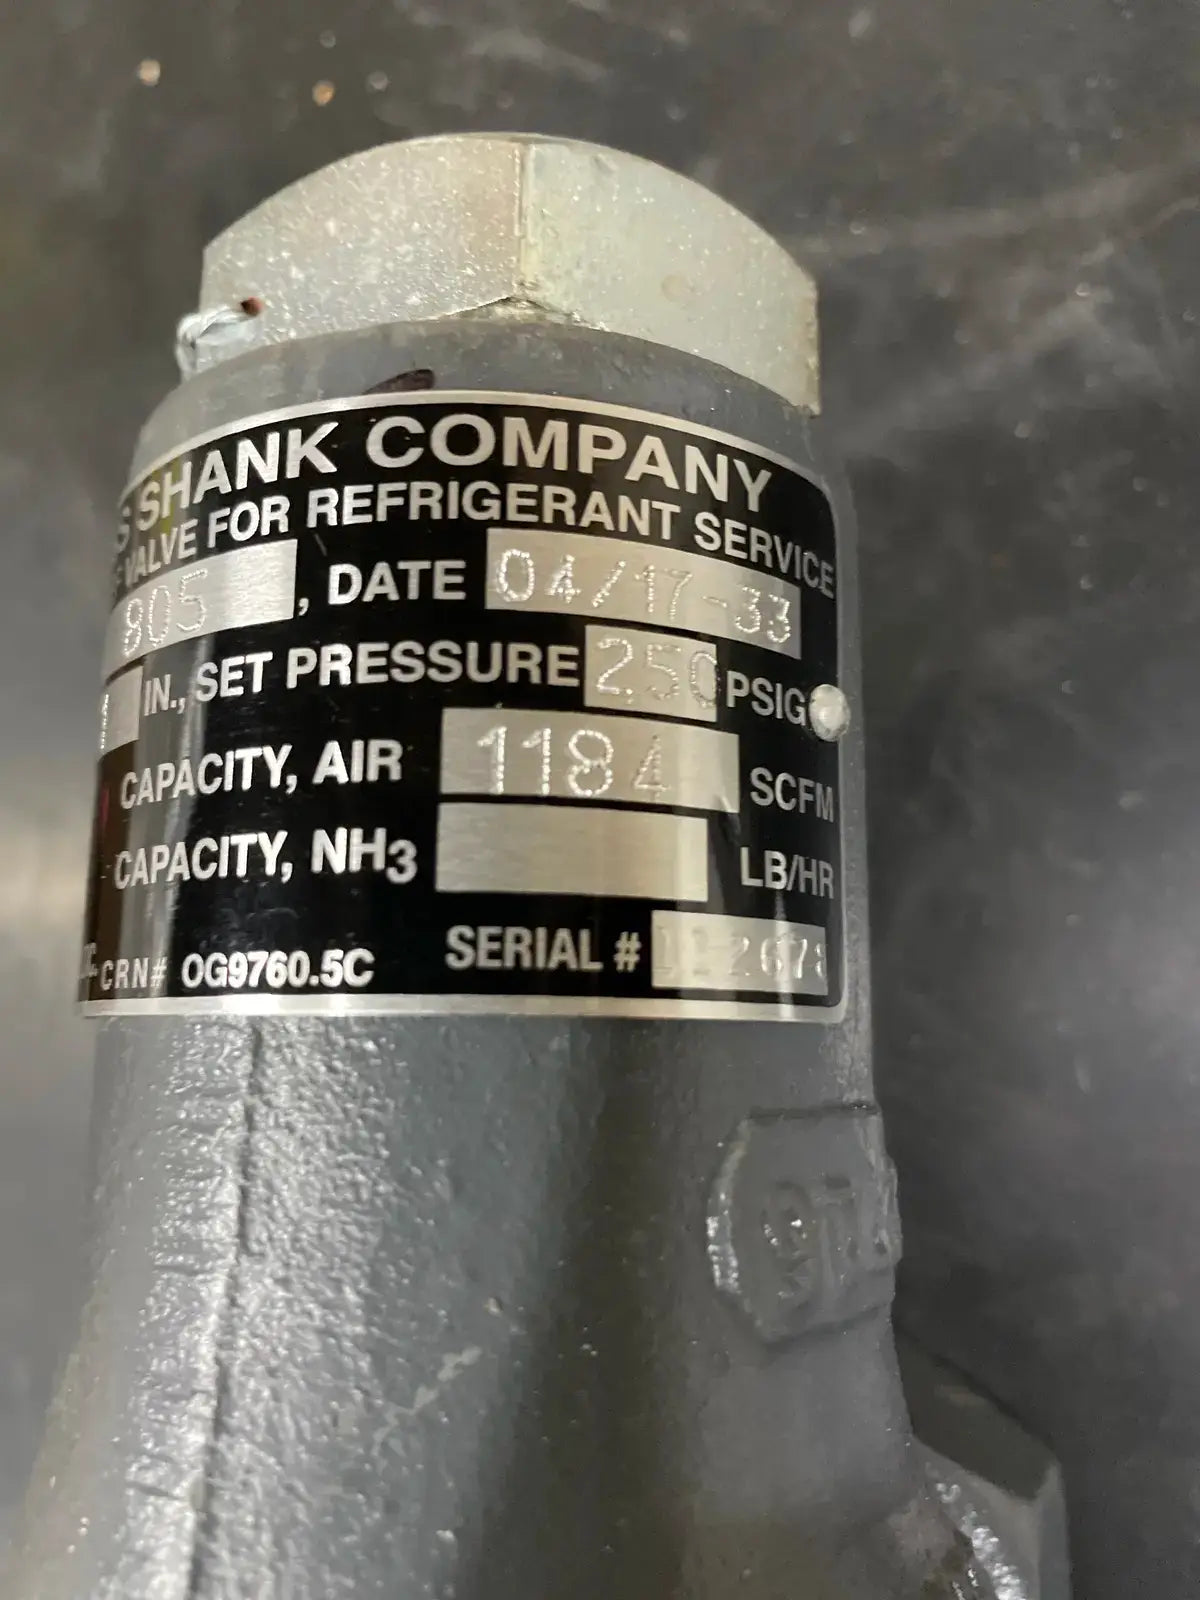 SHANK COMPANY
VALVE FOR REFRIGERANT SERVICE
805 , DATE 04/17-33
IN., SET PRESSURE 250 PSIG
CAPACITY, AIR 1184 SCFM
CAPACITY, NH3 LB/HR
CRN# OG9760.5C SERIAL #